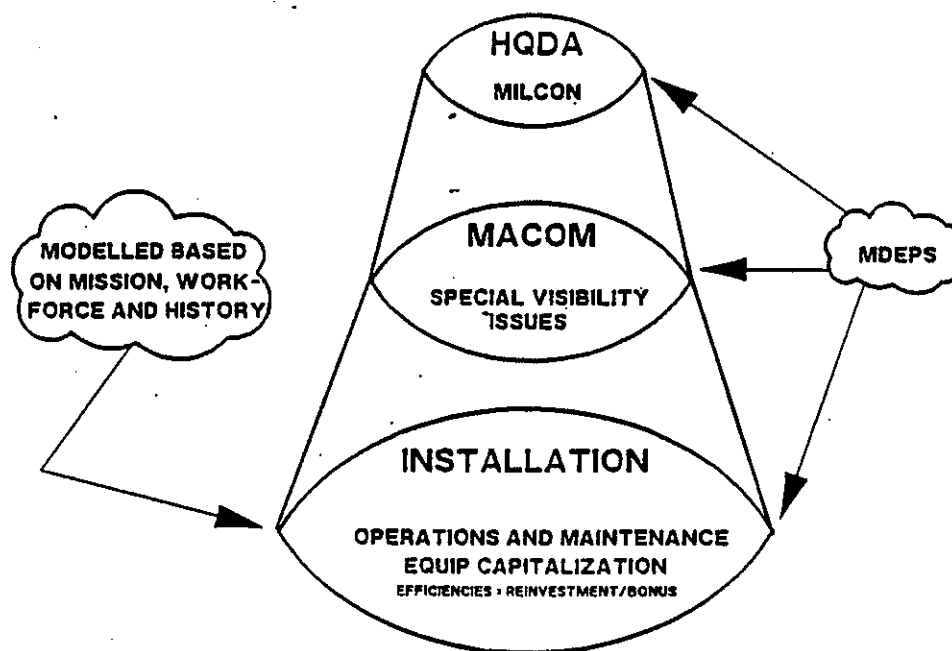 HQDA
MILCON
MACOM
SPECIAL VISIBILITY
ISSUES
MODELLED BASED
ON MISSION, WORK-
FORCE AND HISTORY
MDEPS
INSTALLATION
OPERATIONS AND MAINTENANCE
EQUIP CAPITALIZATION
EFFICIENCIES = REINVESTMENT/BONUS